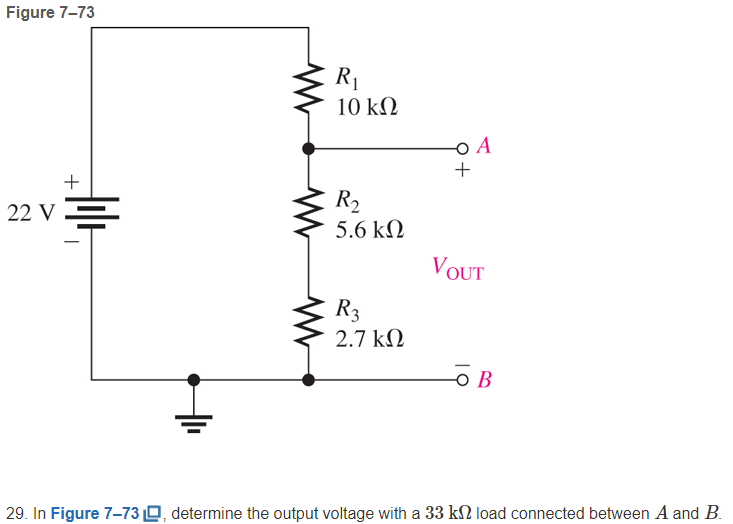 Figure 7–73
R1
10 kΩ
A
+
+
22 V
R2
5.6 kΩ
–
VOUT
R3
2.7 kΩ
–
B
29. In Figure 7–73, determine the output voltage with a 33 kΩ load connected between A and B.